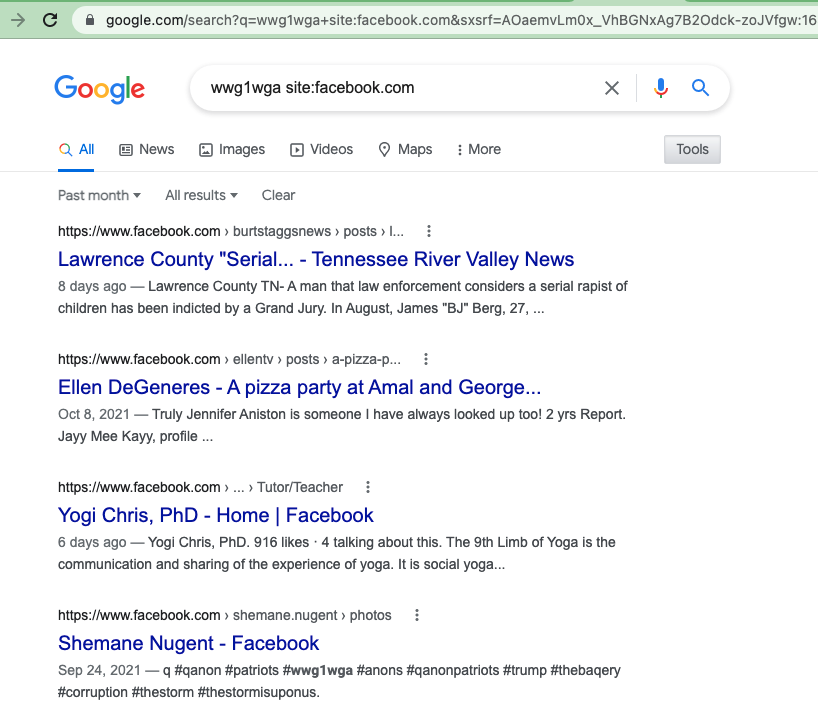 google.com/search?q=wwg1wga+site:facebook.com&sxsrf=AOaemvLm0x_VhBGNxAg7B2Odck-zoJVfgw:16
Google
wwg1wga site:facebook.com
All News Images Videos Maps More Tools
Past month All results Clear
https://www.facebook.com › burtstaggsnews › posts › l...
Lawrence County "Serial... - Tennessee River Valley News
8 days ago — Lawrence County TN- A man that law enforcement considers a serial rapist of
children has been indicted by a Grand Jury. In August, James "BJ" Berg, 27, ...
https://www.facebook.com › ellentv › posts › a-pizza-p...
Ellen DeGeneres - A pizza party at Amal and George...
Oct 8, 2021 — Truly Jennifer Aniston is someone I have always looked up too! 2 yrs Report.
Jayy Mee Kayy, profile ...
https://www.facebook.com › ... › Tutor/Teacher
Yogi Chris, PhD - Home | Facebook
6 days ago — Yogi Chris, PhD. 916 likes · 4 talking about this. The 9th Limb of Yoga is the
communication and sharing of the experience of yoga. It is social yoga...
https://www.facebook.com › shemane.nugent › photos
Shemane Nugent - Facebook
Sep 24, 2021 — q #qanon #patriots #wwg1wga #anons #qanonpatriots #trump #thebaqery
#corruption #thestorm #thestormisuponus.